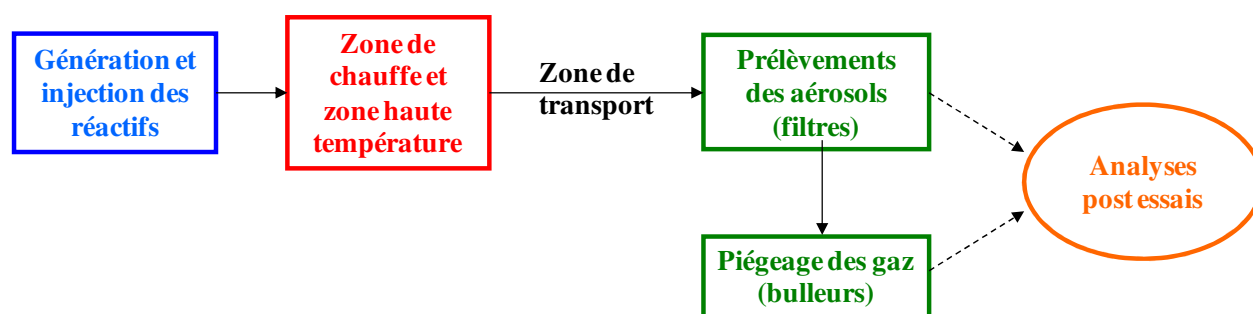 Génération et
injection des
réactifs
Zone de
chauffe et
zone haute
température
Zone de
transport
Prélèvements
des aérosols
(filtres)
Piégeage des gaz
(bulleurs)
Analyses
post essais